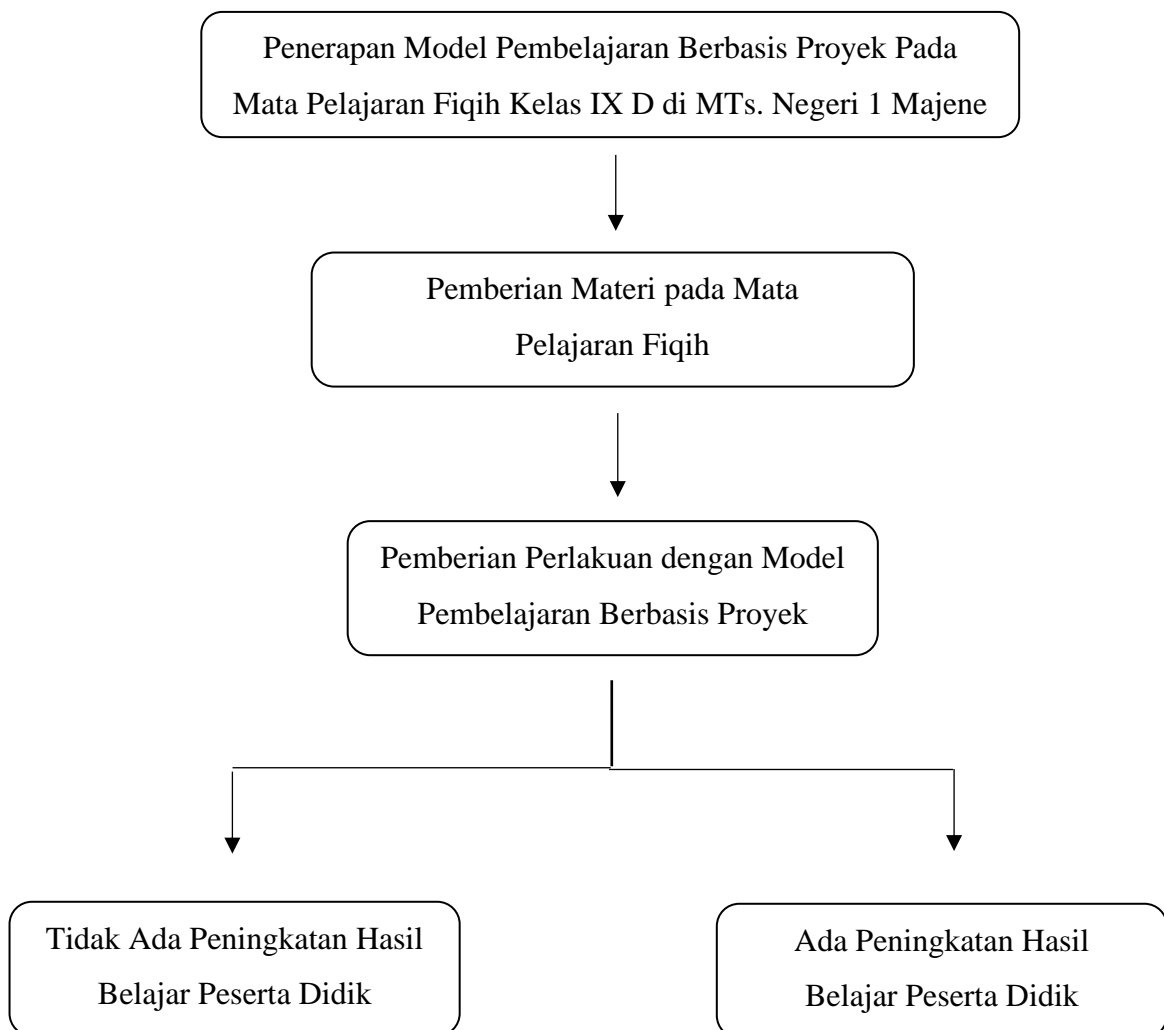 Penerapan Model Pembelajaran Berbasis Proyek Pada
Mata Pelajaran Fiqih Kelas IX D di MTs. Negeri 1 Majene
Pemberian Materi pada Mata
Pelajaran Fiqih
Pemberian Perlakuan dengan Model
Pembelajaran Berbasis Proyek
Tidak Ada Peningkatan Hasil
Belajar Peserta Didik
Ada Peningkatan Hasil
Belajar Peserta Didik